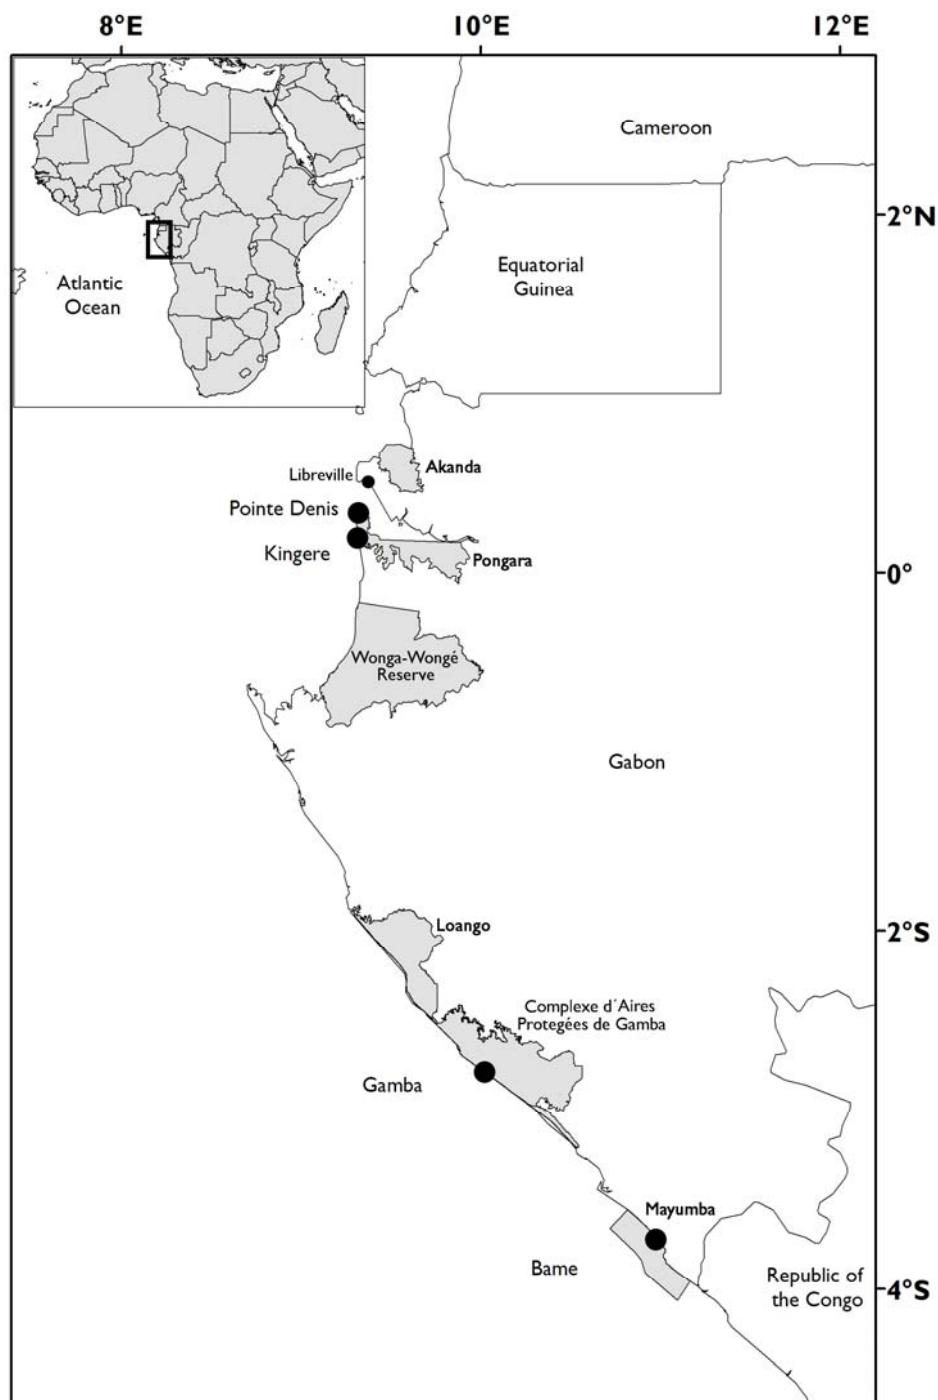 8°E
10°E
12°E
Cameroon
2°N
Equatorial
Guinea
Atlantic
Ocean
Akanda
Libreville
Pointe Denis
Kingere
Pongara
0°
Wonga-Wongé
Reserve
Gabon
Loango
2°S
Complexe d´Aires
Protegées de Gamba
Gamba
Mayumba
Bame
Republic of
the Congo
4°S